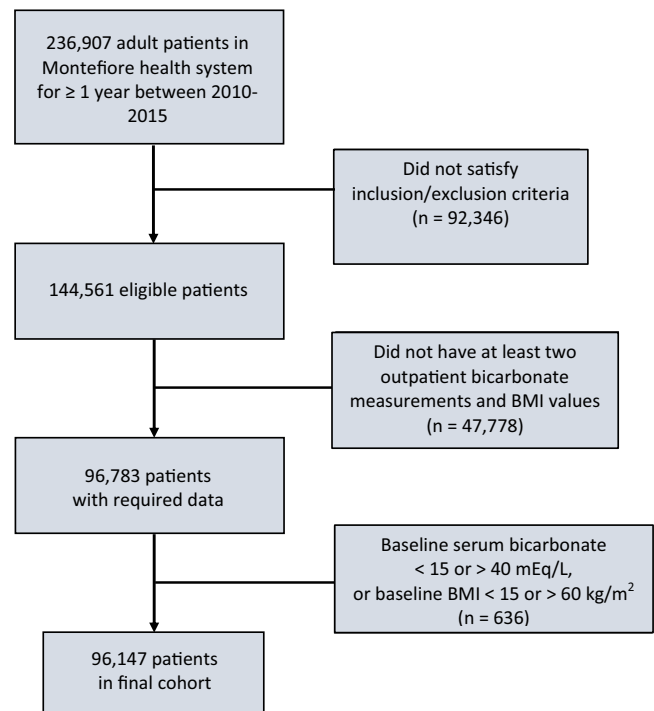 236,907 adult patients in
Montefiore health system
for ≥ 1 year between 2010-
2015
Did not satisfy
inclusion/exclusion criteria
(n = 92,346)
144,561 eligible patients
Did not have at least two
outpatient bicarbonate
measurements and BMI values
(n = 47,778)
96,783 patients
with required data
Baseline serum bicarbonate
< 15 or > 40 mEq/L,
or baseline BMI < 15 or > 60 kg/m²
(n = 636)
96,147 patients
in final cohort